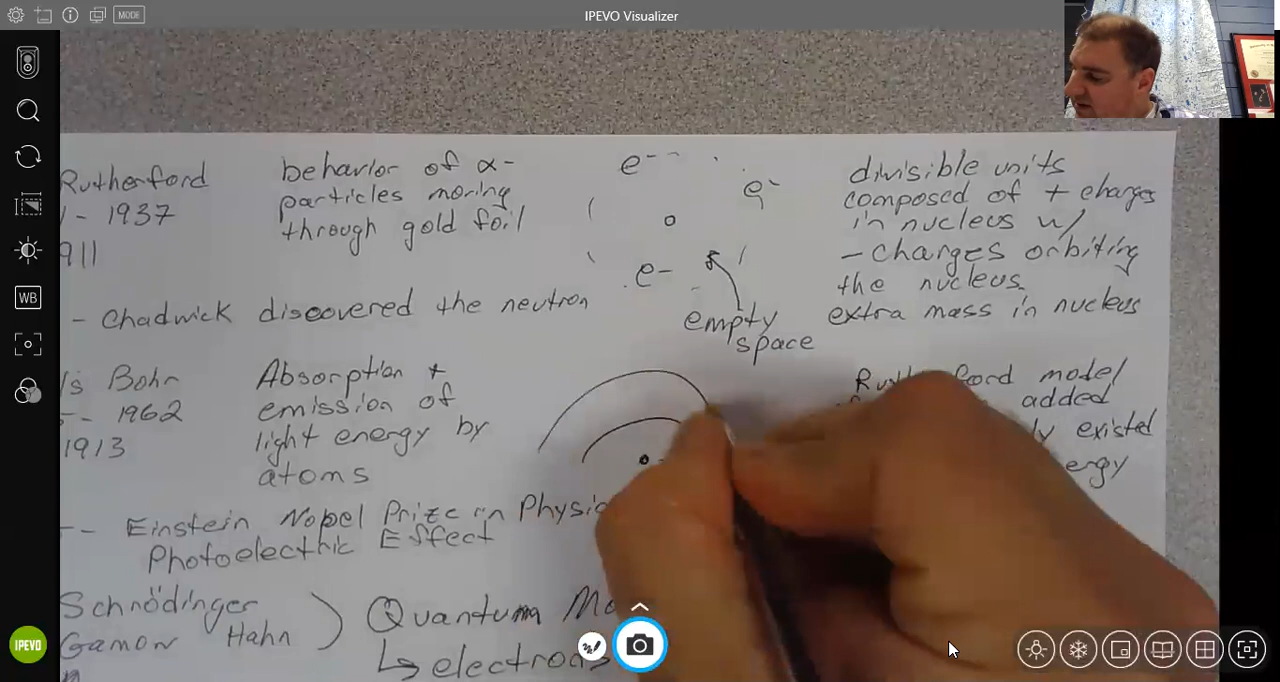 IPEVO Visualizer
MODE
WB
IPEVO
Rutherford
- 1937
911
behavior of α-
particles moving
through gold foil
e-
e-
e-
empty
space
divisible units
composed of + charges
in nucleus w/
- charges orbiting
the nucleus.
extra mass in nucleus
- Chadwick discovered the neutron
ls Bohr
- 1962
1913
Absorption +
emission of
light energy by
atoms
model
added
existed
- Einstein Nobel Prize in
Photoelectric Effect
Schrödinger
Gamow Hahn
Quantum
↳